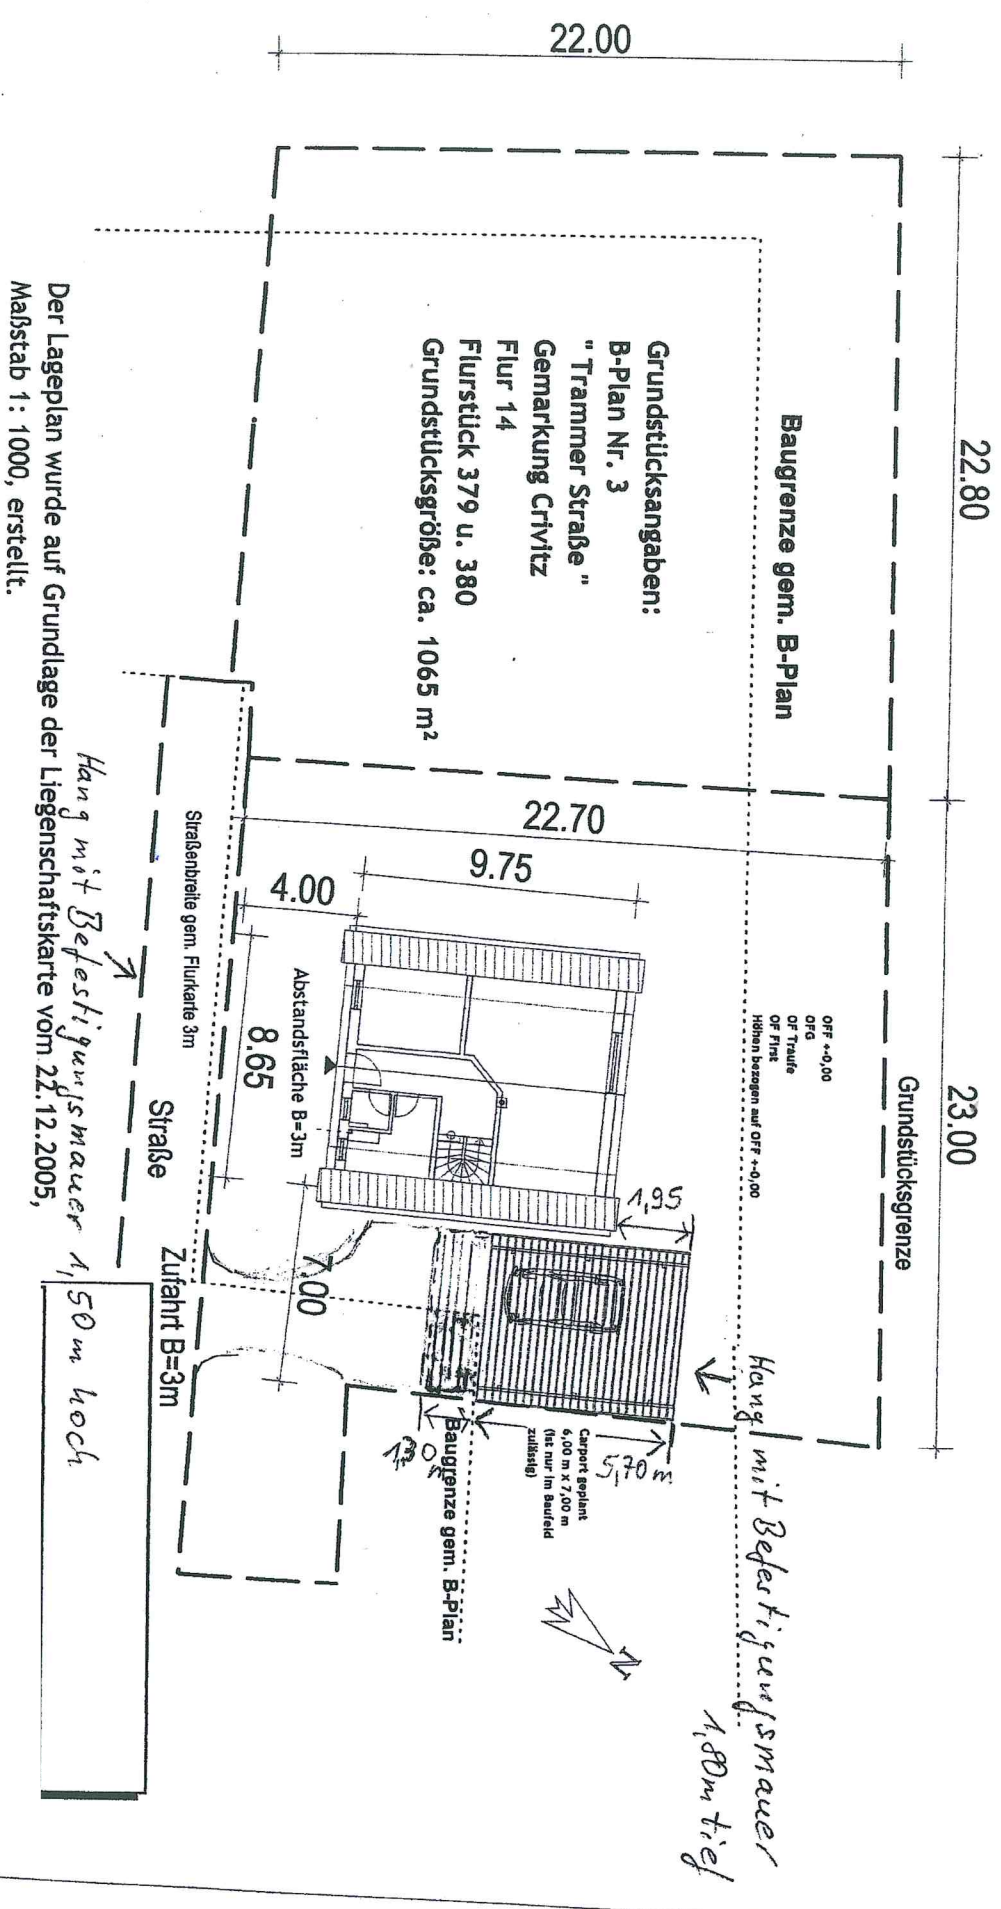 22.00
22.80
23.00
Grundstücksgrenze
Baugrenze gem. B-Plan
OFF +-0,00
OFG
OF Traufe
OF First
Höhen bezogen auf OFF +-0,00
Grundstücksangaben:
B-Plan Nr. 3
"Trammer Straße "
Gemarkung Crivitz
Flur 14
Flurstück 379 u. 380
Grundstücksgröße: ca. 1065 m²
22.70
9.75
4.00
8.65
Abstandsfläche B=3m
1,95
7.00
Hang mit Befestigungsmauer
1,80m tief
5,70 m
Carport geplant
6,00 m x 7,00 m
(ist nur im Baufeld
zulässig)
Baugrenze gem. B-Plan
N
Straßenbreite gem. Flurkarte 3m
Straße
Zufahrt B=3m
Hang mit Befestigungsmauer 1,50m hoch
Der Lageplan wurde auf Grundlage der Liegenschaftskarte vom 22.12.2005,
Maßstab 1: 1000, erstellt.